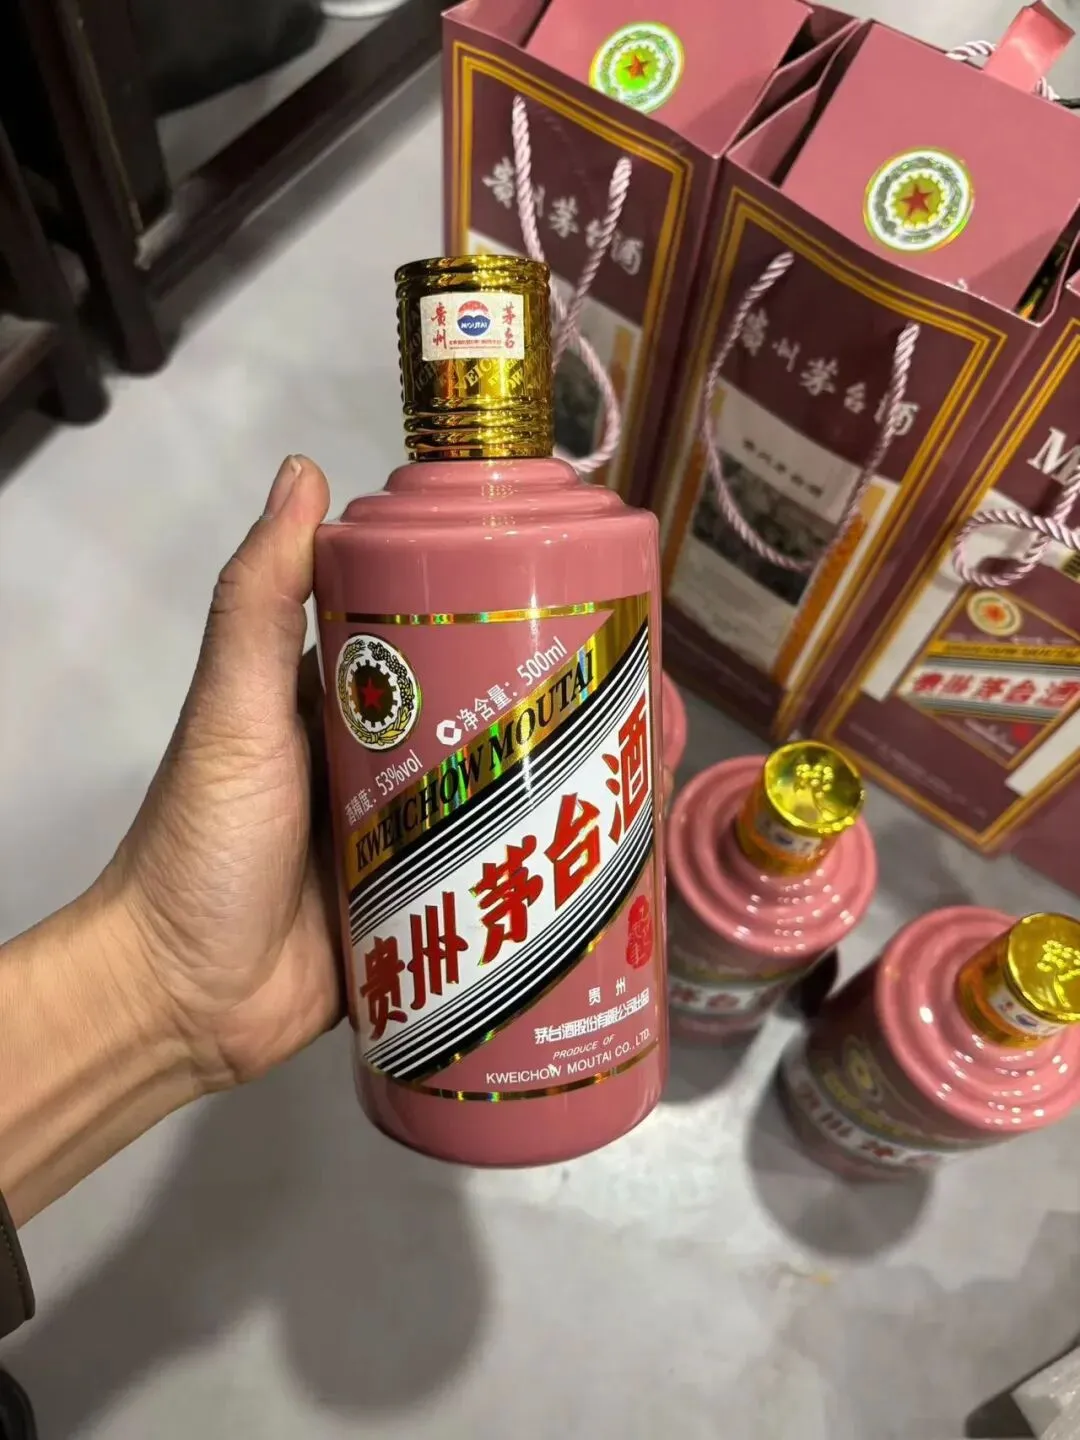 贵州茅台酒
贵州茅台酒
贵州 茅台
MOUTAI
净含量：500ml
酒精度：53%vol
KWEICHOW MOUTAI
贵州茅台酒
贵州
茅台酒股份有限公司出品
PRODUCE OF
KWEICHOW MOUTAI CO.,LTD.
贵州茅台酒